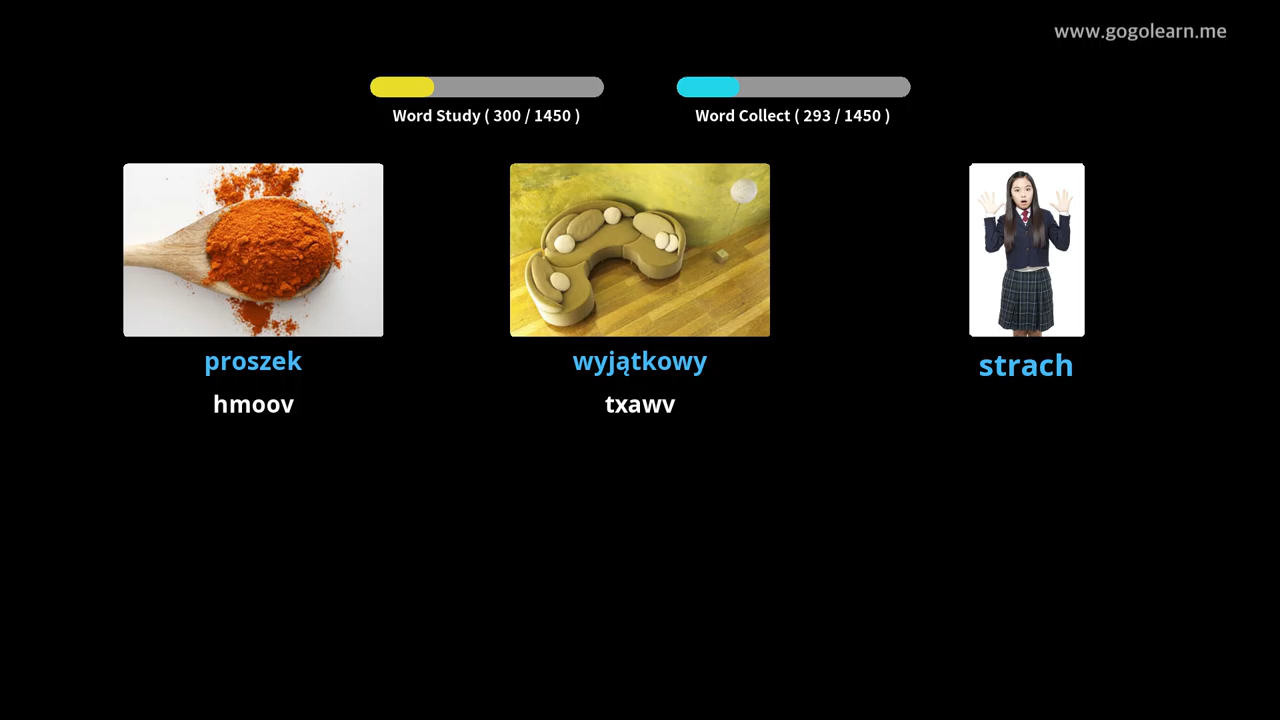 www.gogolearn.me
Word Study ( 300 / 1450 )
Word Collect ( 293 / 1450 )
proszek
hmoov
wyjątkowy
txawv
strach